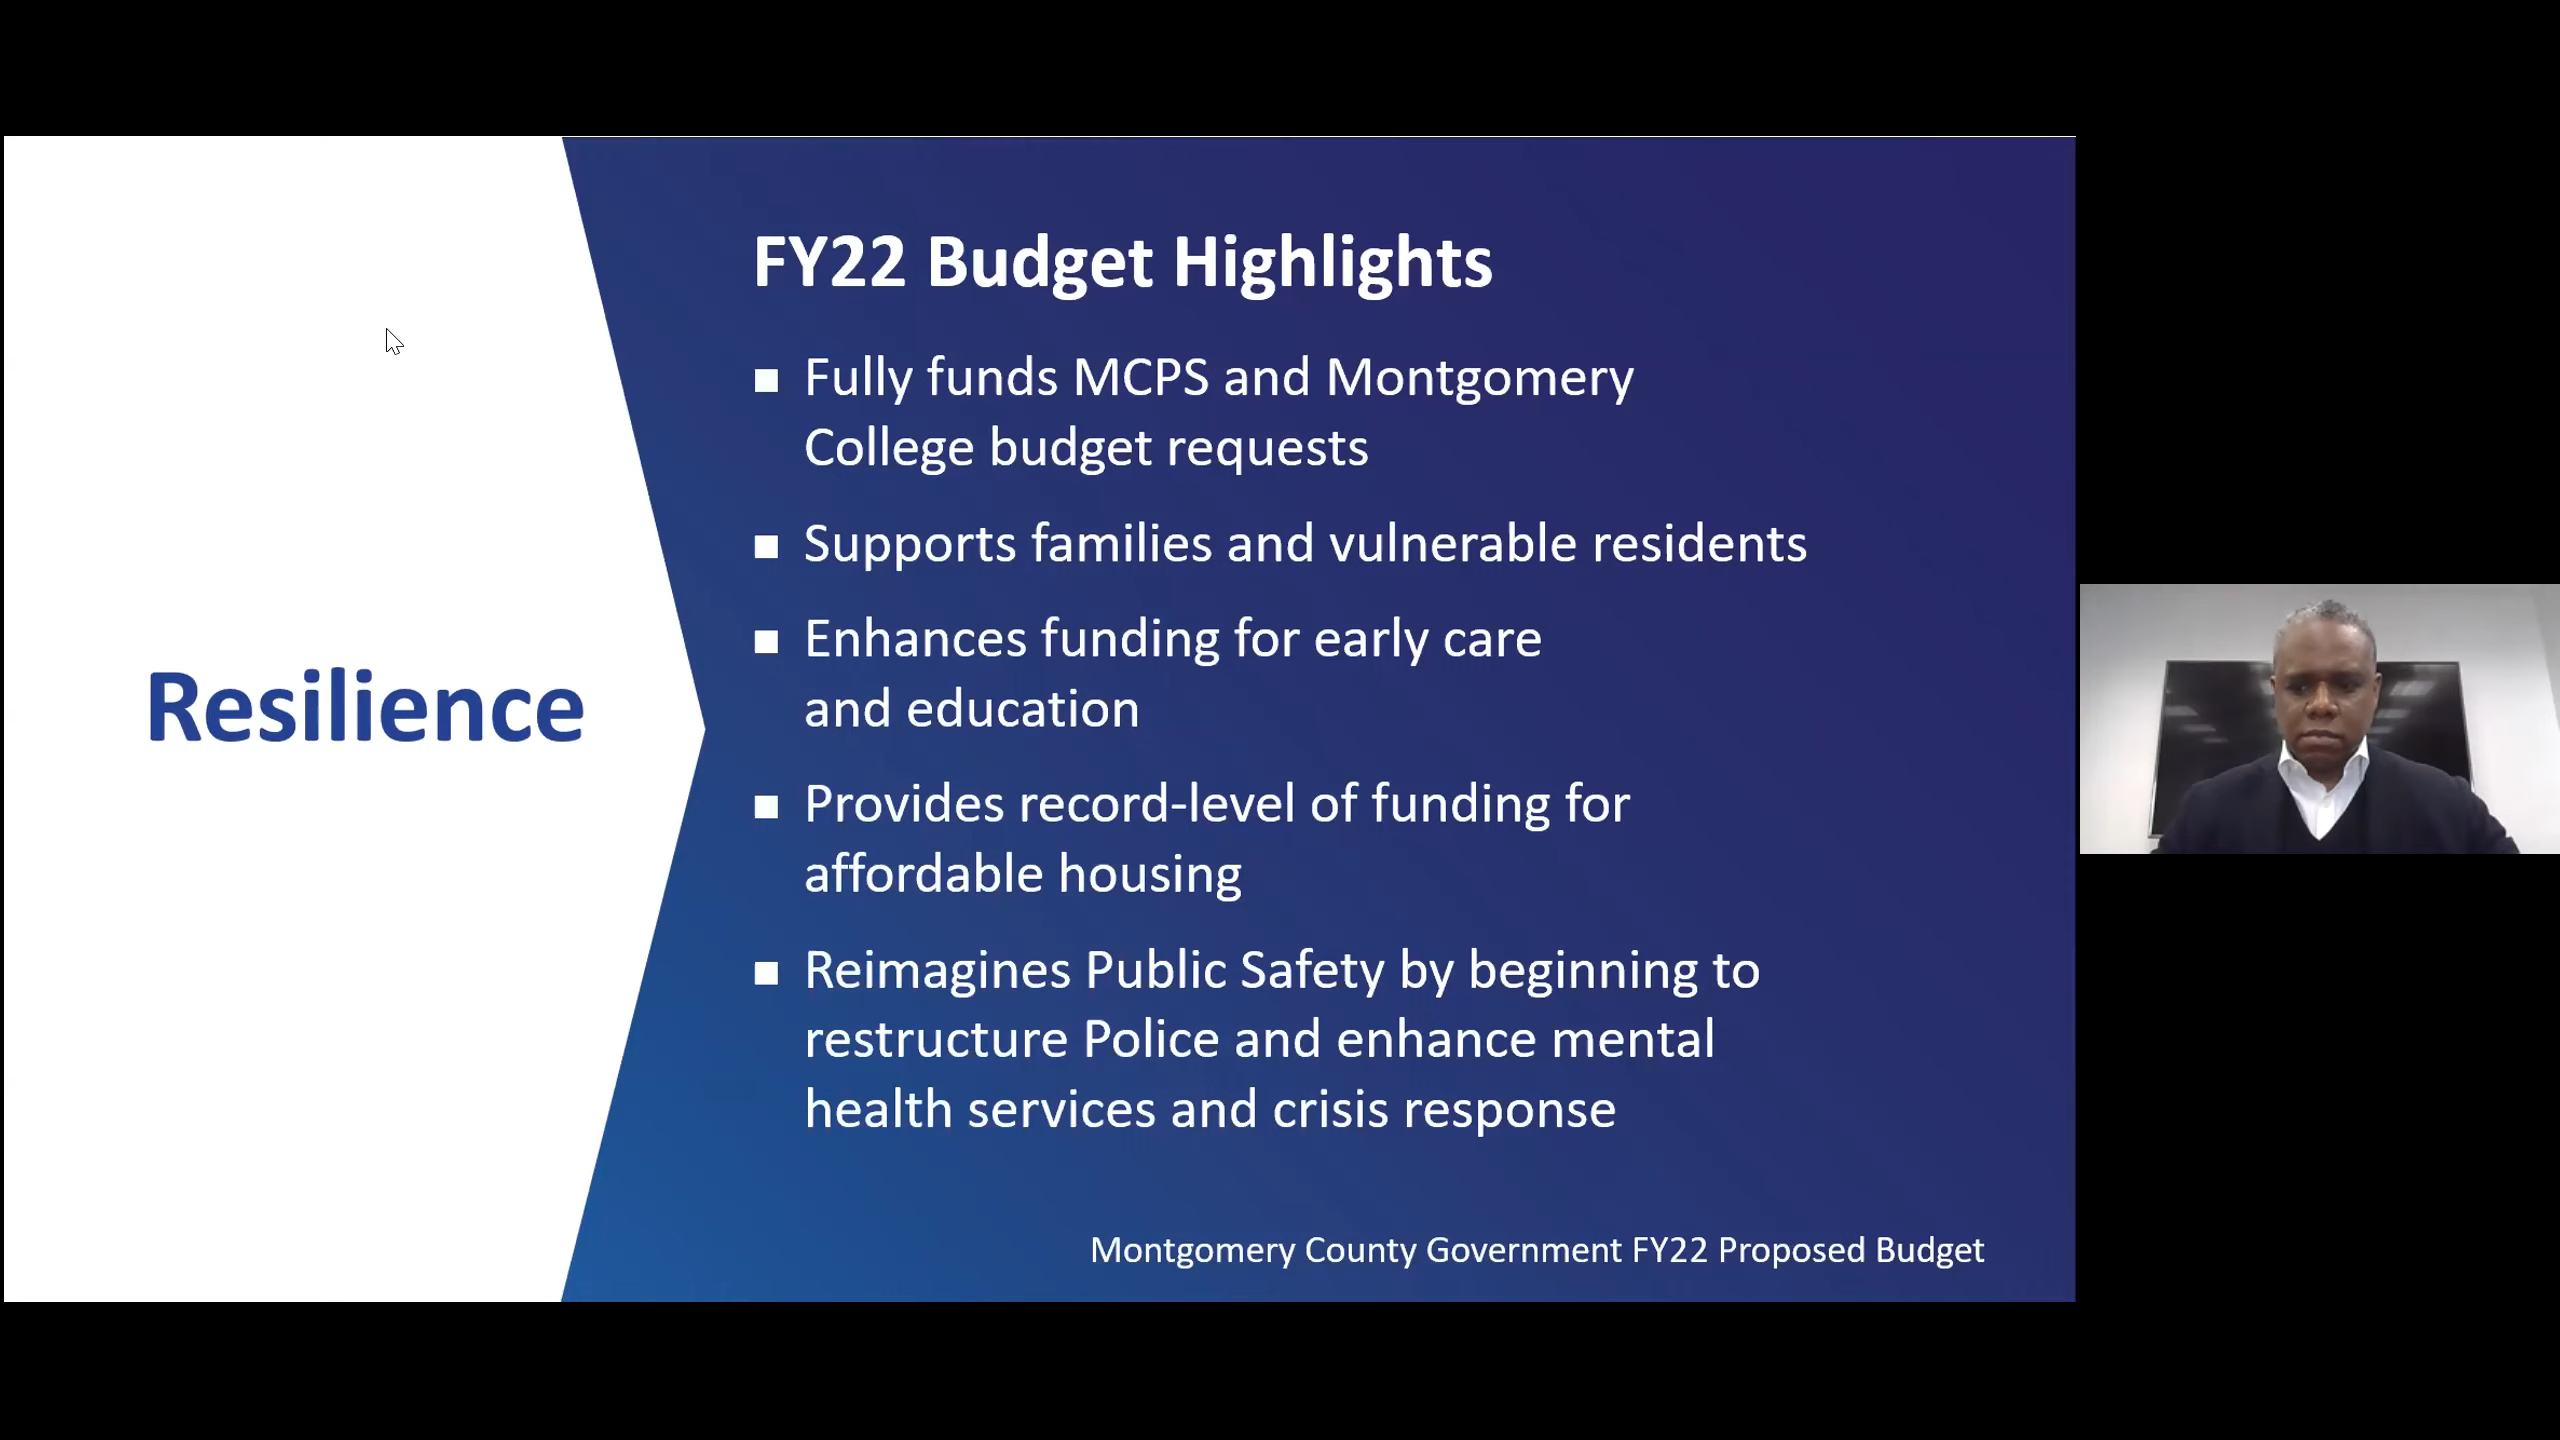 Resilience
FY22 Budget Highlights
Fully funds MCPS and Montgomery
College budget requests
Supports families and vulnerable residents
Enhances funding for early care
and education
Provides record-level of funding for
affordable housing
Reimagines Public Safety by beginning to
restructure Police and enhance mental
health services and crisis response
Montgomery County Government FY22 Proposed Budget